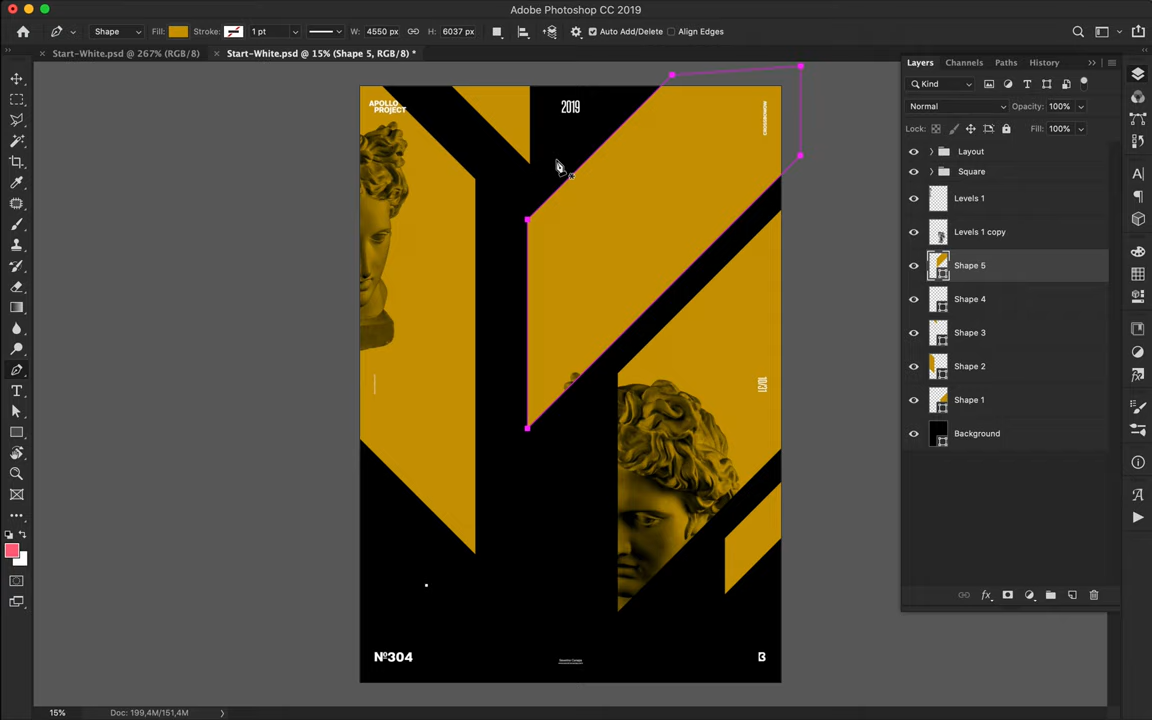 Adobe Photoshop CC 2019
Shape
Fill:
Stroke:
1 pt
W: 4550 px
H: 6037 px
Auto Add/Delete
Align Edges
Start-White.psd @ 267% (RGB/8)
Start-White.psd @ 15% (Shape 5, RGB/8) *
APOLLO
PROJECT
2019
Nº304
Layers
Channels
Paths
History
Kind
Normal
Opacity: 100%
Lock:
Fill: 100%
Layout
Square
Levels 1
Levels 1 copy
Shape 5
Shape 4
Shape 3
Shape 2
Shape 1
Background
fx
15%
Doc: 199,4M/151,4M